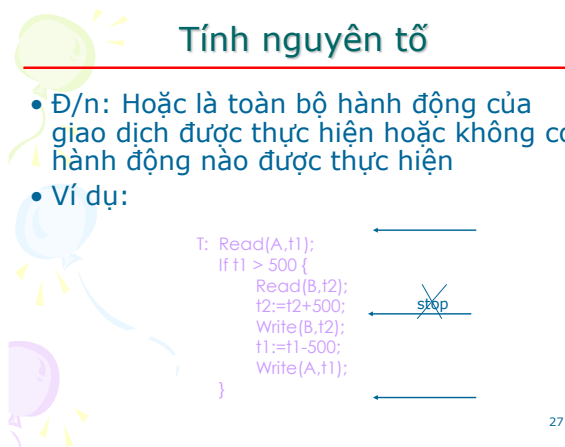 Tính nguyên tố
• Đ/n: Hoặc là toàn bộ hành động của
giao dịch được thực hiện hoặc không
hành động nào được thực hiện
• Ví dụ:
T: Read(A,t1);
If t1 > 500 {
Read(B,t2);
t2:=t2+500;
stop
Write(B,t2);
t1:=t1-500;
Write(A,t1);
}
27